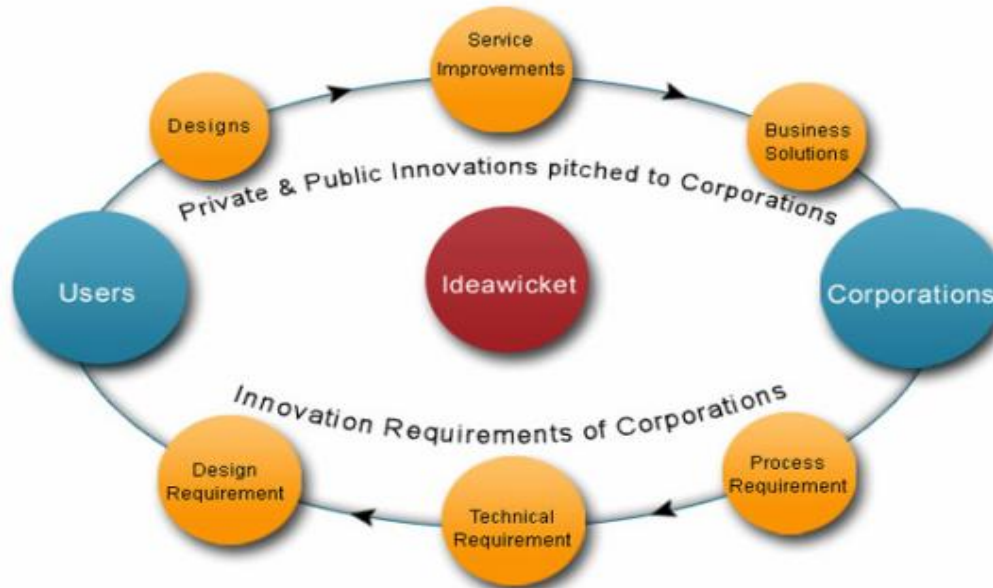 Service
Improvements
Designs
Business
Solutions
Private & Public Innovations pitched to Corporations
Users
Ideawicket
Corporations
Innovation Requirements of Corporations
Design
Requirement
Technical
Requirement
Process
Requirement